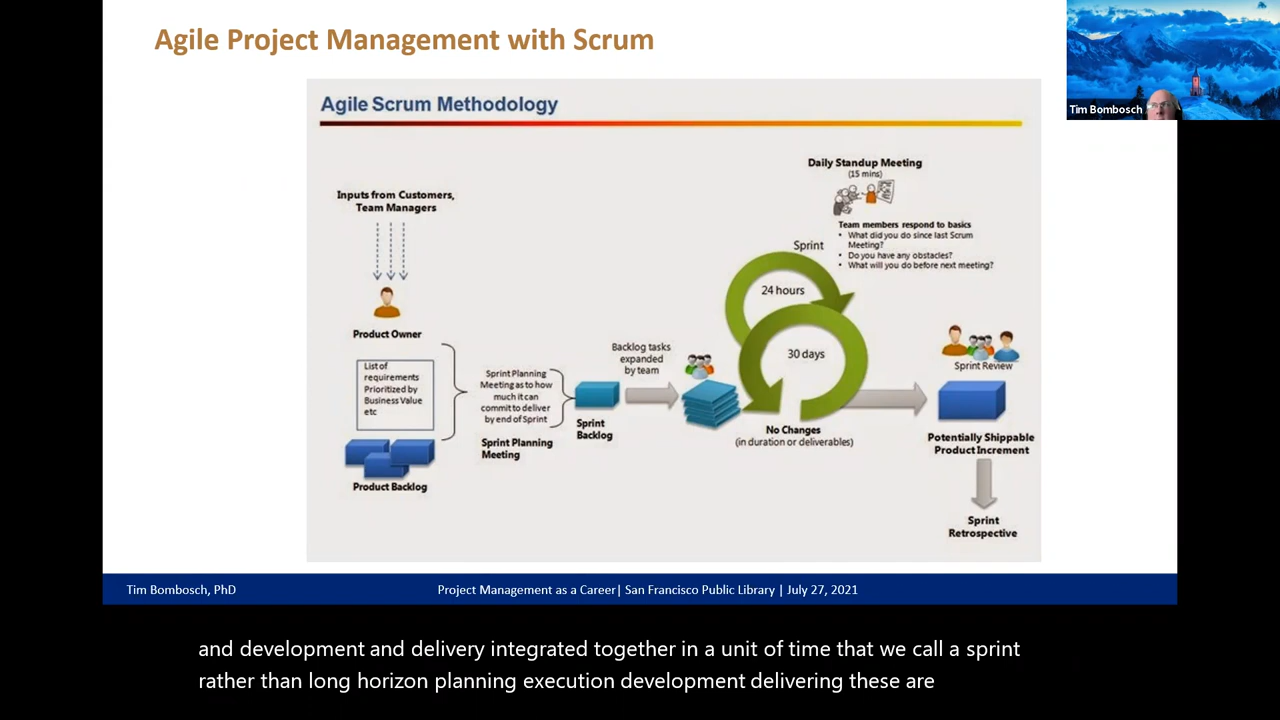 Agile Project Management with Scrum
Tim Bombosch
Agile Scrum Methodology
Daily Standup Meeting
(15 mins)
Inputs from Customers,
Team Managers
Team members respond to basics
• What did you do since last Scrum
Meeting?
• Do you have any obstacles?
• What will you do before next meeting?
Sprint
24 hours
Product Owner
Backlog tasks
expanded
by team
30 days
Sprint Review
List of
requirements
Prioritized by
Business Value
etc
Sprint Planning
Meeting as to how
much it can
commit to deliver
by end of Sprint
Sprint
Backlog
Sprint Planning
Meeting
No Changes
(in duration or deliverables)
Potentially Shippable
Product Increment
Product Backlog
Sprint
Retrospective
Tim Bombosch, PhD
Project Management as a Career| San Francisco Public Library | July 27, 2021
and development and delivery integrated together in a unit of time that we call a sprint
rather than long horizon planning execution development delivering these are